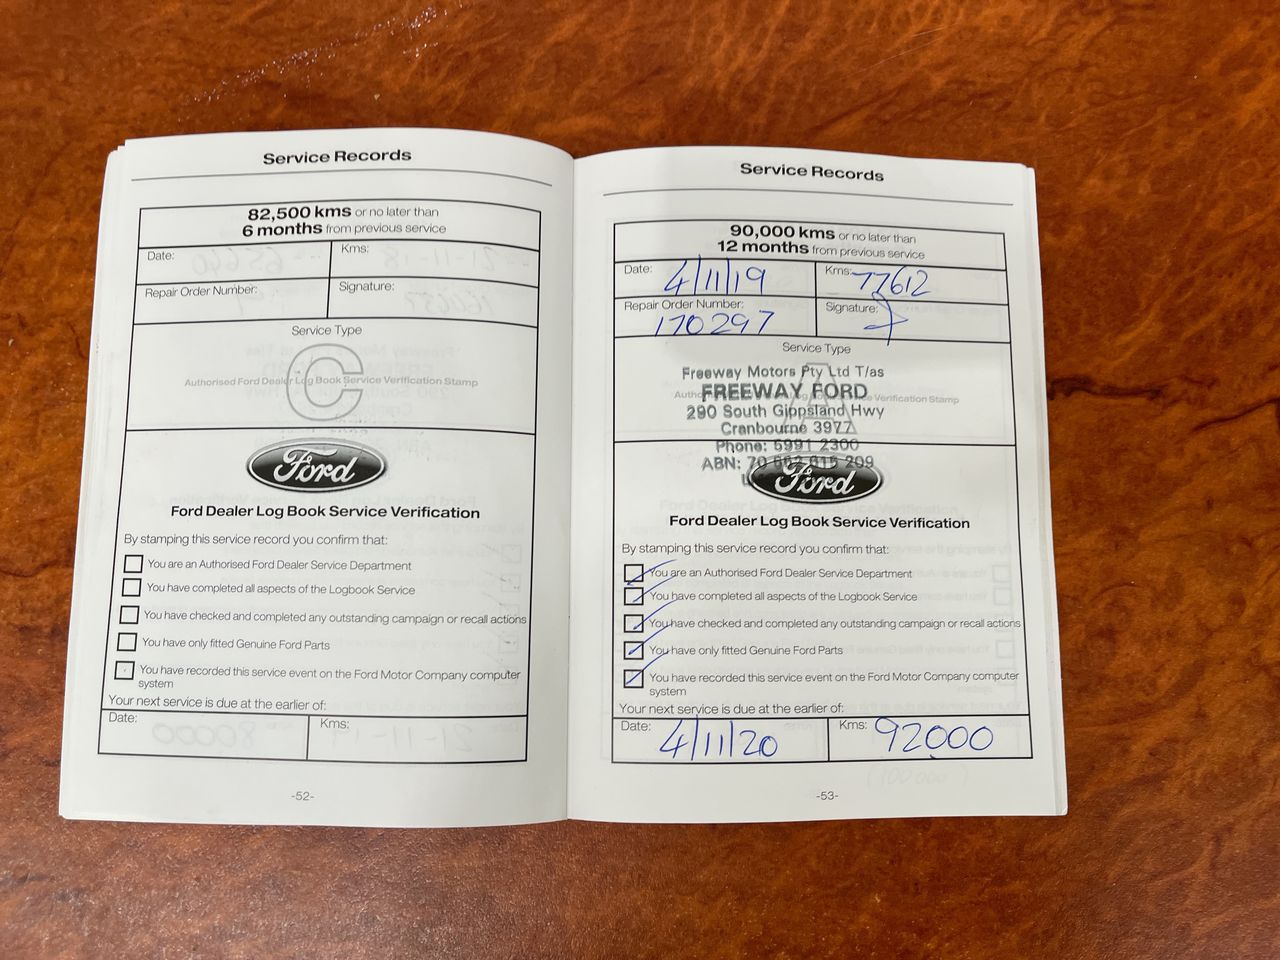 Service Records
82,500 kms or no later than
6 months from previous service
Date:
Kms:
Repair Order Number:
Signature:
Service Type
C
Authorised Ford Dealer Log Book Service Verification Stamp
Ford
Ford Dealer Log Book Service Verification
By stamping this service record you confirm that:
You are an Authorised Ford Dealer Service Department
You have completed all aspects of the Logbook Service
You have checked and completed any outstanding campaign or recall actions
You have only fitted Genuine Ford Parts
You have recorded this service event on the Ford Motor Company computer
system
Your next service is due at the earlier of:
Date:
Kms:
-52-
Service Records
90,000 kms or no later than
12 months from previous service
Date: 4/11/19
Kms: 77612
Repair Order Number:
170297
Signature:
Service Type
A
Freeway Motors Pty Ltd T/as
FREEWAY FORD
290 South Gippsland Hwy
Cranbourne 3977
Phone: 5991 2300
ABN:
Service Verification Stamp
Ford
Ford Dealer Log Book Service Verification
By stamping this service record you confirm that:
You are an Authorised Ford Dealer Service Department
You have completed all aspects of the Logbook Service
You have checked and completed any outstanding campaign or recall actions
You have only fitted Genuine Ford Parts
You have recorded this service event on the Ford Motor Company computer
system
Your next service is due at the earlier of:
Date: 4/11/20
Kms: 92000
-53-